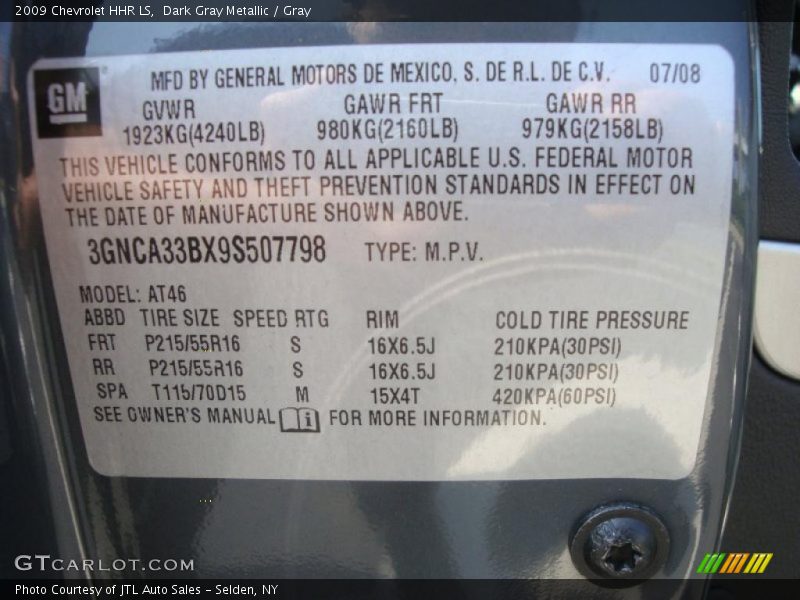 2009 Chevrolet HHR LS, Dark Gray Metallic / Gray
GM
MFD BY GENERAL MOTORS DE MEXICO, S. DE R.L. DE C.V. 07/08
GVWR GAWR FRT GAWR RR
1923KG(4240LB) 980KG(2160LB) 979KG(2158LB)
THIS VEHICLE CONFORMS TO ALL APPLICABLE U.S. FEDERAL MOTOR
VEHICLE SAFETY AND THEFT PREVENTION STANDARDS IN EFFECT ON
THE DATE OF MANUFACTURE SHOWN ABOVE.
3GNCA33BX9S507798 TYPE: M.P.V.
MODEL: AT46
ABBD TIRE SIZE SPEED RTG RIM COLD TIRE PRESSURE
FRT P215/55R16 S 16X6.5J 210KPA(30PSI)
RR P215/55R16 S 16X6.5J 210KPA(30PSI)
SPA T115/70D15 M 15X4T 420KPA(60PSI)
SEE OWNER'S MANUAL i FOR MORE INFORMATION.
GTCARLOT.COM
Photo Courtesy of JTL Auto Sales - Selden, NY